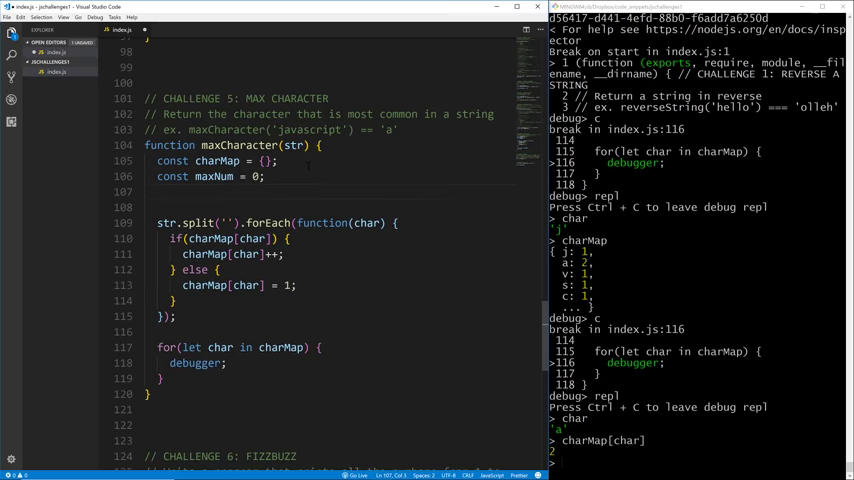 index.js - jschallenges1 - Visual Studio Code
File Edit Selection View Go Debug Tasks Help
EXPLORER
OPEN EDITORS 1 UNSAVED
index.js
JSCHALLENGES1
index.js
index.js
97 }
98
99
100
101 // CHALLENGE 5: MAX CHARACTER
102 // Return the character that is most common in a string
103 // ex. maxCharacter('javascript') == 'a'
104 function maxCharacter(str) {
105 const charMap = {};
106 const maxNum = 0;
107
108
109 str.split('').forEach(function(char) {
110 if(charMap[char]) {
111 charMap[char]++;
112 } else {
113 charMap[char] = 1;
114 }
115 });
116
117 for(let char in charMap) {
118 debugger;
119 }
120 }
121
122
123
124 // CHALLENGE 6: FIZZBUZZ
0 0 Ln 107, Col 3 Spaces: 2 UTF-8 CRLF JavaScript Prettier
Go Live
MINGW64:/d/Dropbox/code_snippets/jschallenges1
d56417-d441-4efd-88b0-f6add7a6250d
< For help see https://nodejs.org/en/docs/insp
ector
Break on start in index.js:1
> 1 (function (exports, require, module, __fil
ename, __dirname) { // CHALLENGE 1: REVERSE A
STRING
2 // Return a string in reverse
3 // ex. reverseString('hello') === 'olleh'
debug> c
break in index.js:116
114
115 for(let char in charMap) {
>116 debugger;
117 }
118 }
debug> repl
Press Ctrl + C to leave debug repl
> char
'j'
> charMap
{ j: 1,
a: 2,
v: 1,
s: 1,
c: 1,
... }
debug> c
break in index.js:116
114
115 for(let char in charMap) {
>116 debugger;
117 }
118 }
debug> repl
Press Ctrl + C to leave debug repl
> char
'a'
> charMap[char]
2
>